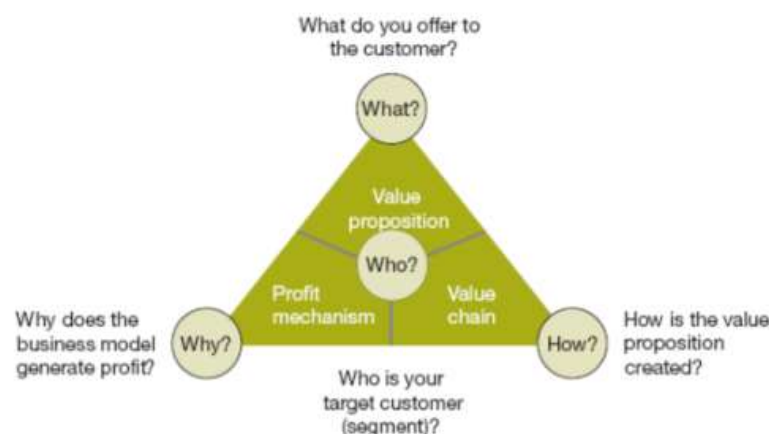 What do you offer to
the customer?
What?
Value
proposition
Who?
Profit
mechanism
Value
chain
Why does the
business model
generate profit?
Why?
How?
How is the value
proposition
created?
Who is your
target customer
(segment)?